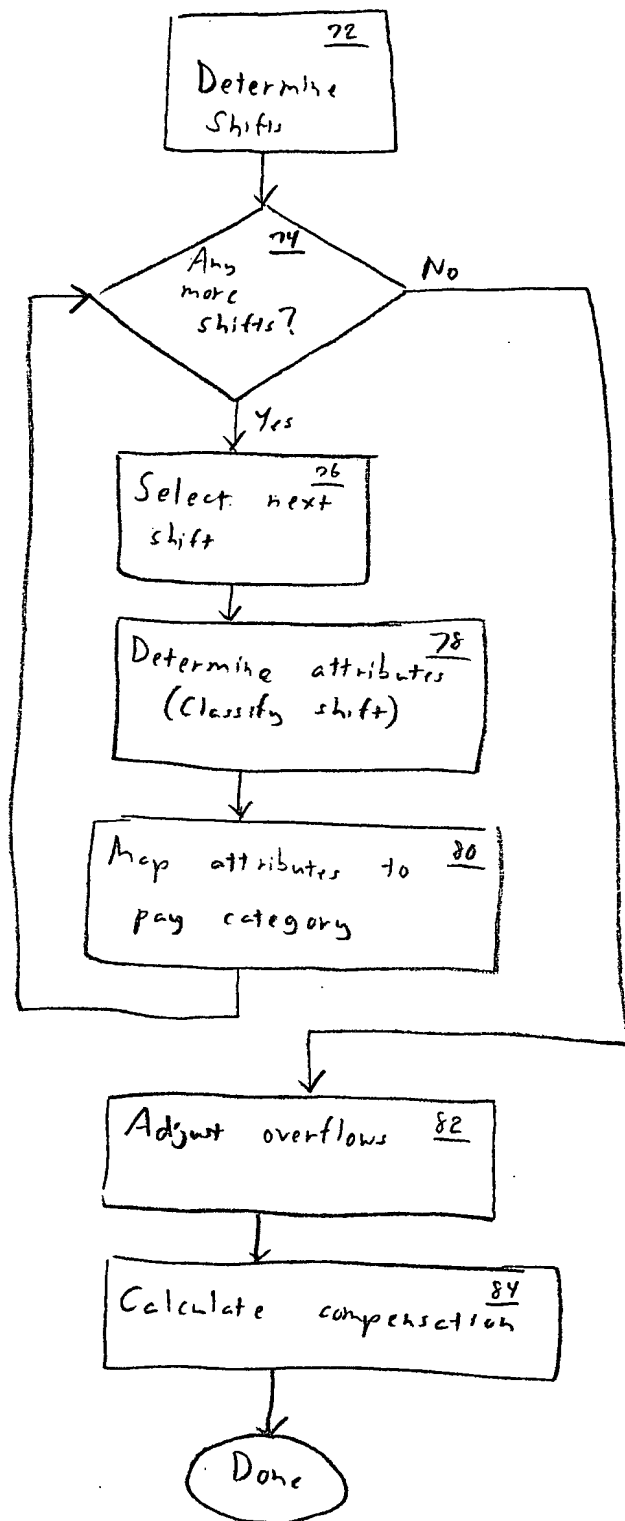 72
Determine
Shifts
74
Any
more
shifts?
No
Yes
76
Select next
shift
78
Determine attributes
(Classify shift)
Map attributes to 80
pay category
Adjust overflows 82
84
Calculate compensation
Done